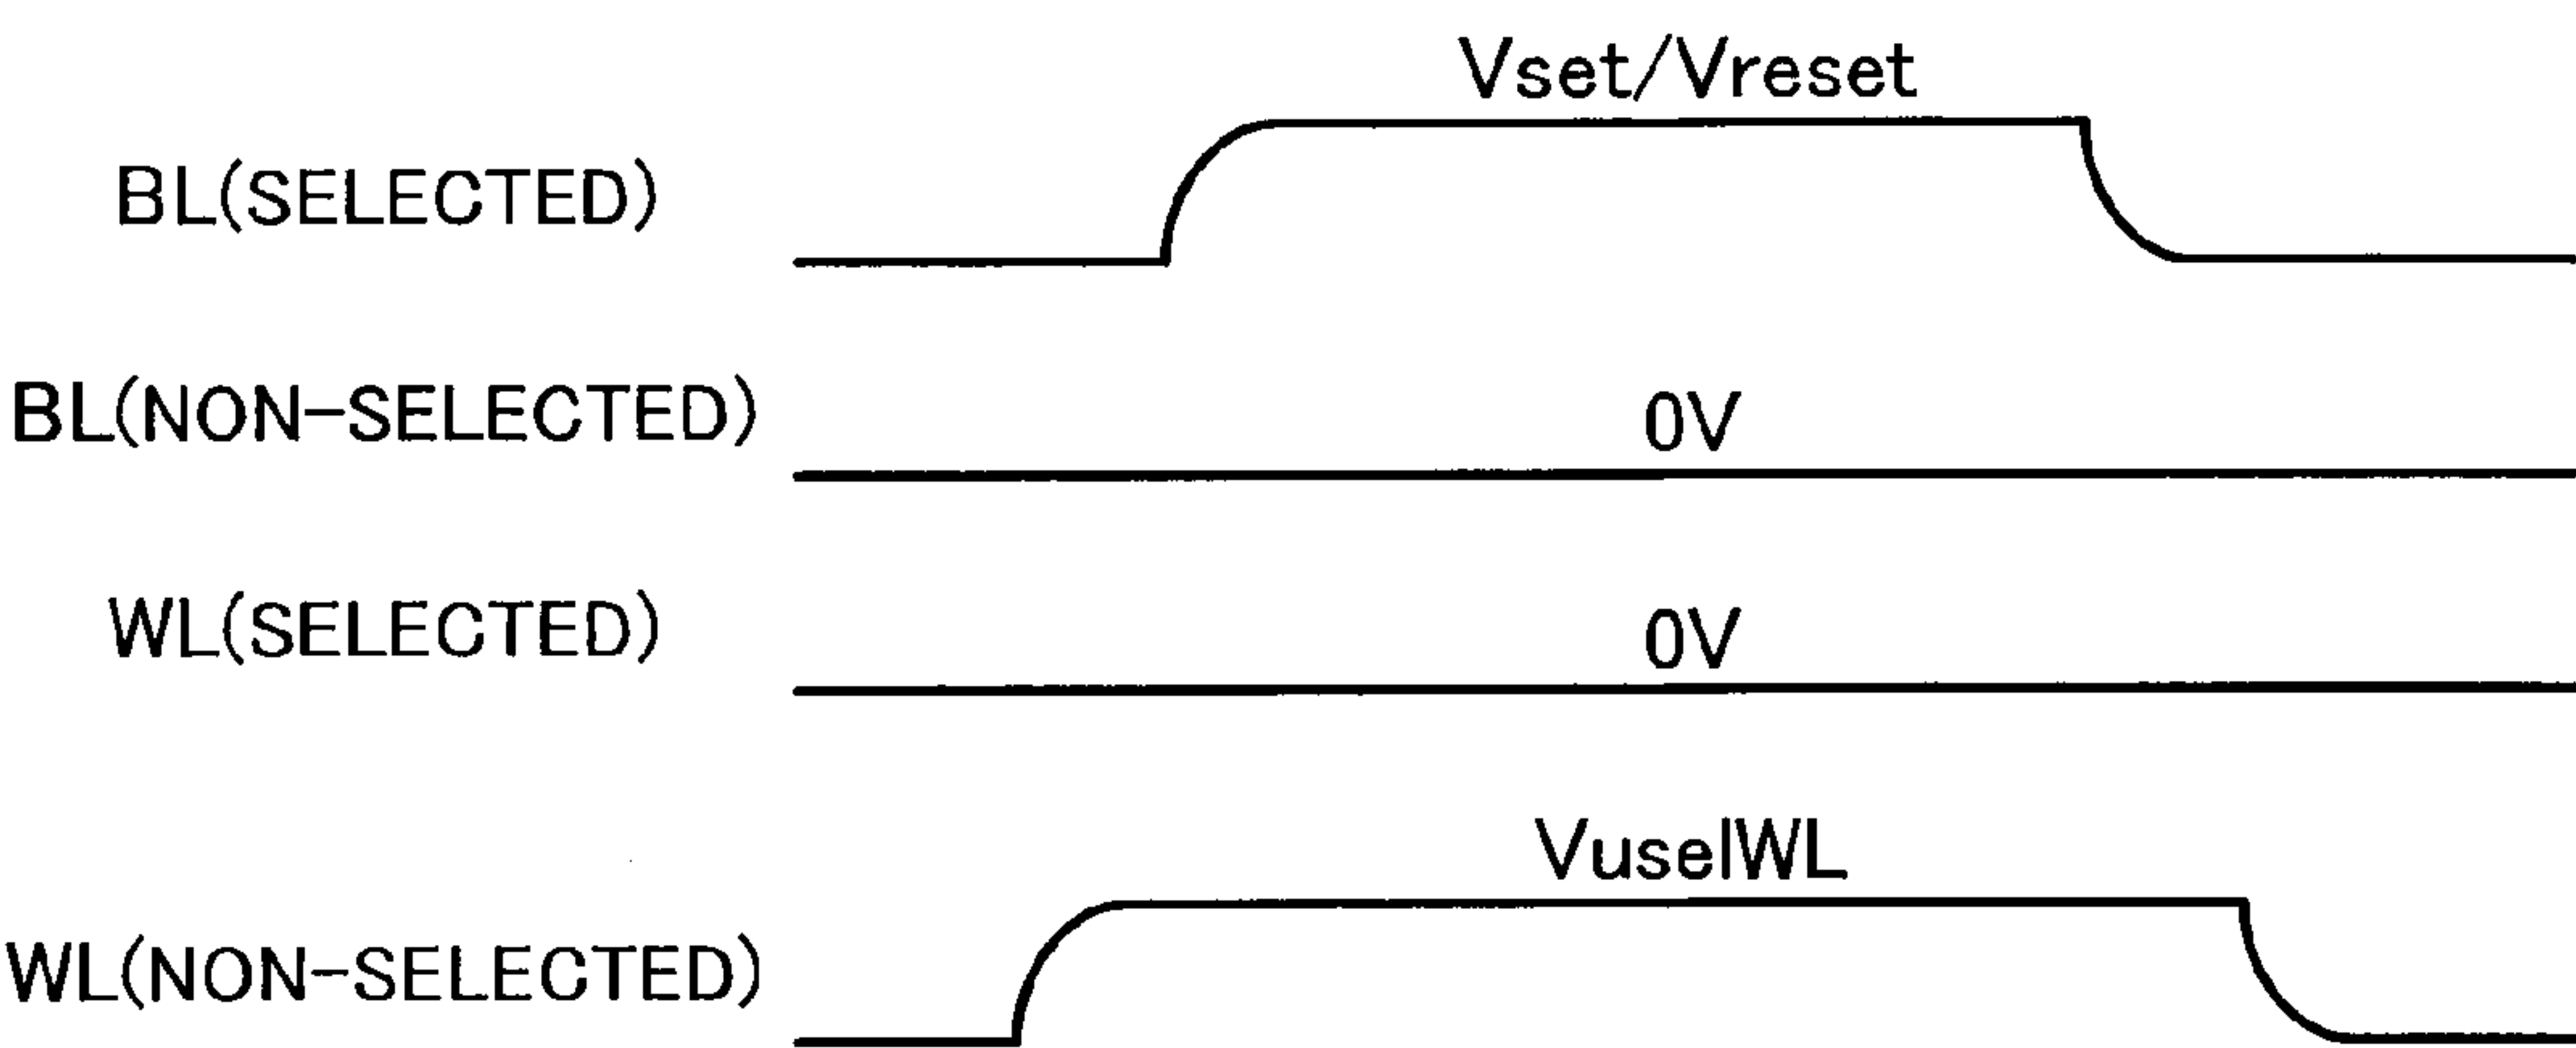 Vset/Vreset
BL(SELECTED)
BL(NON-SELECTED)
0V
WL(SELECTED)
0V
VuselWL
WL(NON-SELECTED)